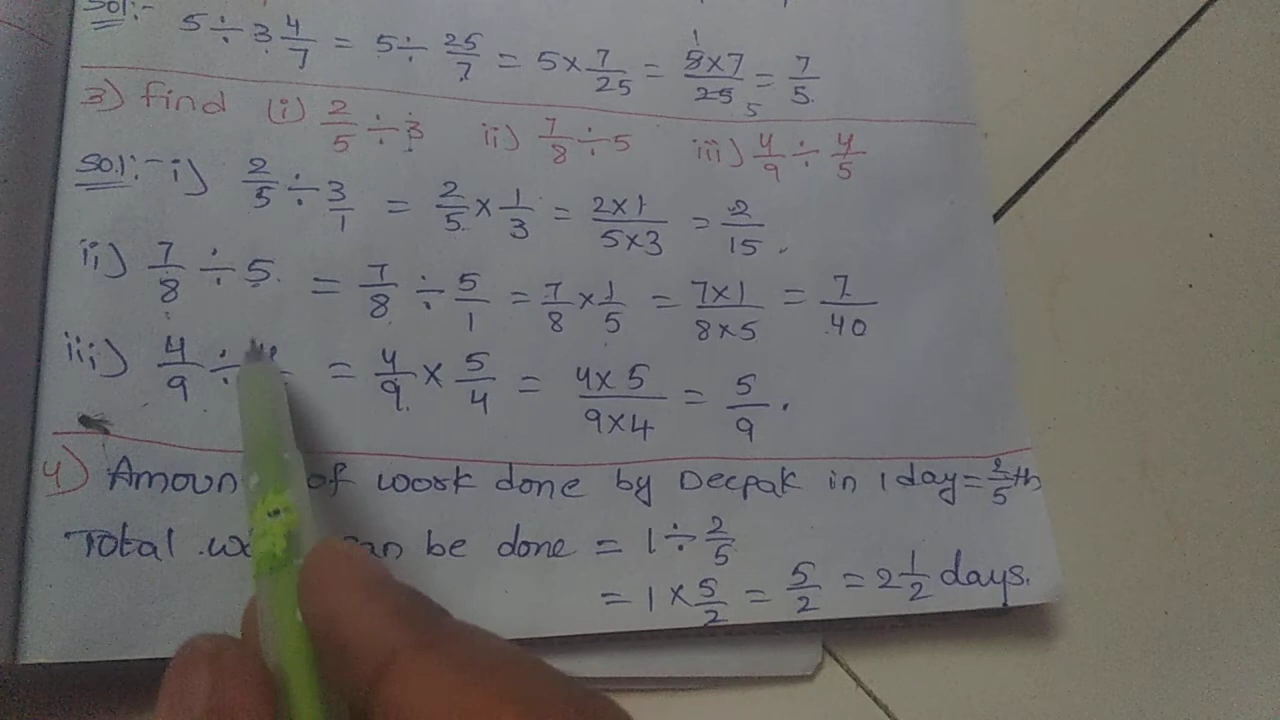 Sol:-
5 ÷ 3 4/7 = 5 ÷ 25/7 = 5 × 7/25 = 5×7/25 = 7/5.
1
5
3) find (i) 2/5 ÷ 3 ii) 7/8 ÷ 5 iii) 4/9 ÷ 4/5
Sol:- i) 2/5 ÷ 3/1 = 2/5 × 1/3 = 2×1/5×3 = 2/15.
ii) 7/8 ÷ 5 = 7/8 ÷ 5/1 = 7/8 × 1/5 = 7×1/8×5 = 7/40
iii) 4/9 ÷ = 4/9 × 5/4 = 4×5/9×4 = 5/9.
4) of work done by Deepak in 1 day = 2/5th
Total can be done = 1 ÷ 2/5
= 1 × 5/2 = 5/2 = 2 1/2 days.